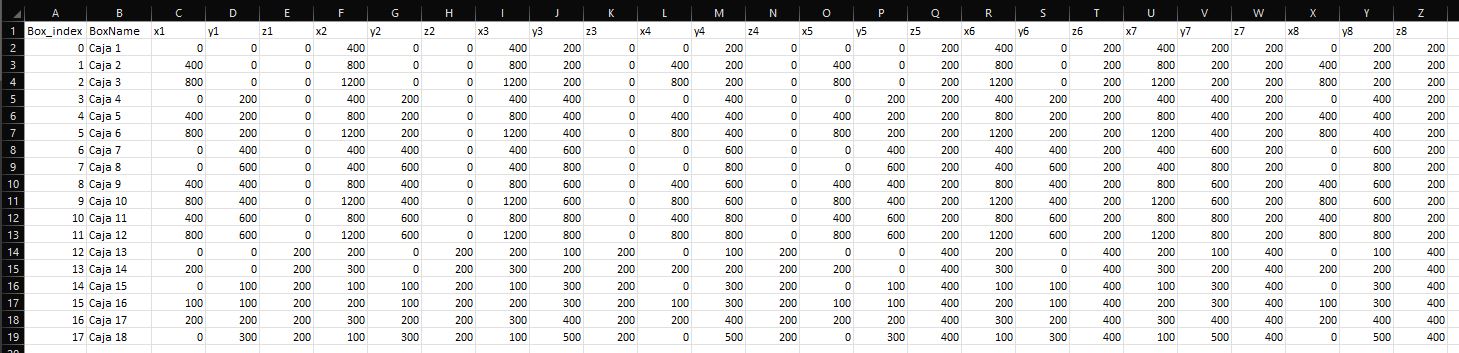 A B C D E F G H I J K L M N O P Q R S T U V W X Y Z
1 Box_index BoxName x1 y1 z1 x2 y2 z2 x3 y3 z3 x4 y4 z4 x5 y5 z5 x6 y6 z6 x7 y7 z7 x8 y8 z8
2 0 Caja 1 0 0 0 400 0 0 400 200 0 0 200 0 0 0 200 400 0 200 400 200 200 0 200 200
3 1 Caja 2 400 0 0 800 0 0 800 200 0 400 200 0 400 0 200 800 0 200 800 200 200 400 200 200
4 2 Caja 3 800 0 0 1200 0 0 1200 200 0 800 200 0 800 0 200 1200 0 200 1200 200 200 800 200 200
5 3 Caja 4 0 200 0 400 200 0 400 400 0 0 400 0 0 200 200 400 200 200 400 400 200 0 400 200
6 4 Caja 5 400 200 0 800 200 0 800 400 0 400 400 0 400 200 200 800 200 200 800 400 200 400 400 200
7 5 Caja 6 800 200 0 1200 200 0 1200 400 0 800 400 0 800 200 200 1200 200 200 1200 400 200 800 400 200
8 6 Caja 7 0 400 0 400 400 0 400 600 0 0 600 0 0 400 200 400 400 200 400 600 200 0 600 200
9 7 Caja 8 0 600 0 400 600 0 400 800 0 0 800 0 0 600 200 400 600 200 400 800 200 0 800 200
10 8 Caja 9 400 400 0 800 400 0 800 600 0 400 600 0 400 400 200 800 400 200 800 600 200 400 600 200
11 9 Caja 10 800 400 0 1200 400 0 1200 600 0 800 600 0 800 400 200 1200 400 200 1200 600 200 800 600 200
12 10 Caja 11 400 600 0 800 600 0 800 800 0 400 800 0 400 600 200 800 600 200 800 800 200 400 800 200
13 11 Caja 12 800 600 0 1200 600 0 1200 800 0 800 800 0 800 600 200 1200 600 200 1200 800 200 800 800 200
14 12 Caja 13 0 0 200 200 0 200 200 100 200 0 100 200 0 0 400 200 0 400 200 100 400 0 100 400
15 13 Caja 14 200 0 200 300 0 200 300 200 200 200 200 200 200 0 400 300 0 400 300 200 400 200 200 400
16 14 Caja 15 0 100 200 100 100 200 100 300 200 0 300 200 0 100 400 100 100 400 100 300 400 0 300 400
17 15 Caja 16 100 100 200 200 100 200 200 300 200 100 300 200 100 100 400 200 100 400 200 300 400 100 300 400
18 16 Caja 17 200 200 200 300 200 200 300 400 200 200 400 200 200 200 400 300 200 400 300 400 400 200 400 400
19 17 Caja 18 0 300 200 100 300 200 100 500 200 0 500 200 0 300 400 100 300 400 100 500 400 0 500 400